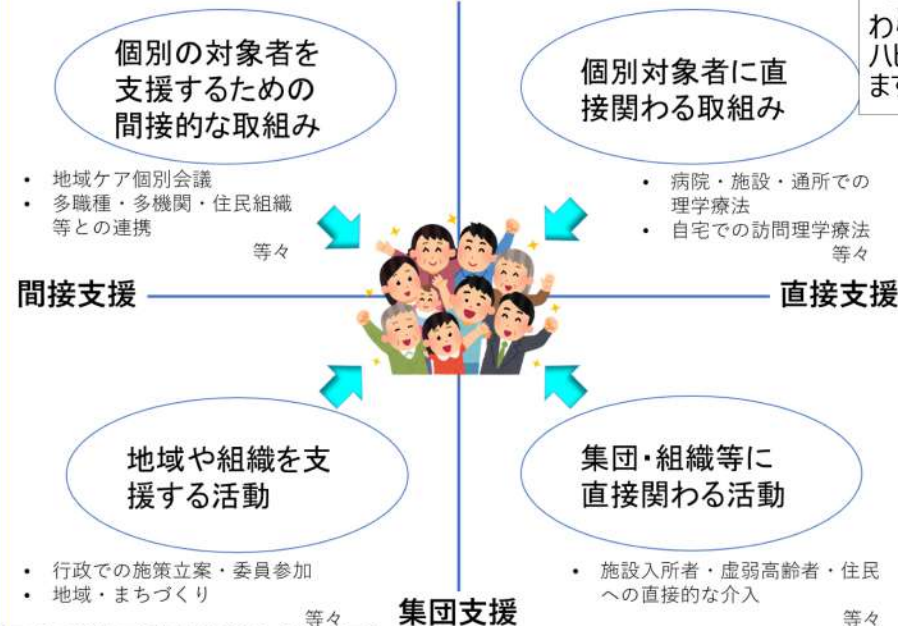 個別の対象者を
支援するための
間接的な取組み
• 地域ケア個別会議
• 多職種・多機関・住民組織
等との連携
等々
個別対象者に直
接関わる取組み
• 病院・施設・通所での
理学療法
• 自宅での訪問理学療法
等々
間接支援
直接支援
地域や組織を支
援する活動
• 行政での施策立案・委員参加
• 地域・まちづくり
等々
集団・組織等に
直接関わる活動
• 施設入所者・虚弱高齢者・住民
への直接的な介入
等々
集団支援